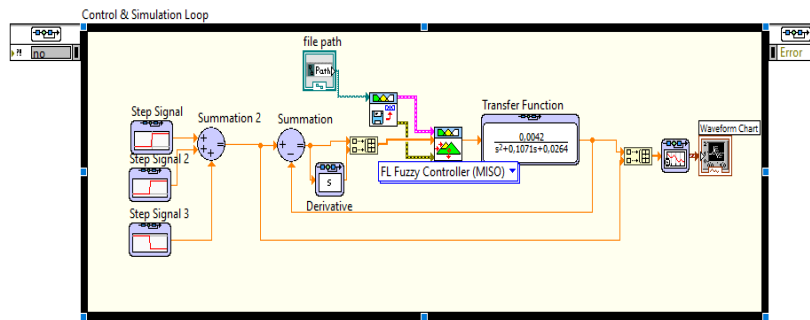 Control & Simulation Loop
?!
no
Error
file path
Path
Step Signal
Summation 2
Summation
Transfer Function
0,0042
s²+0,1071s+0,0264
Waveform Chart
Step Signal 2
FL Fuzzy Controller (MISO)
s
Derivative
Step Signal 3